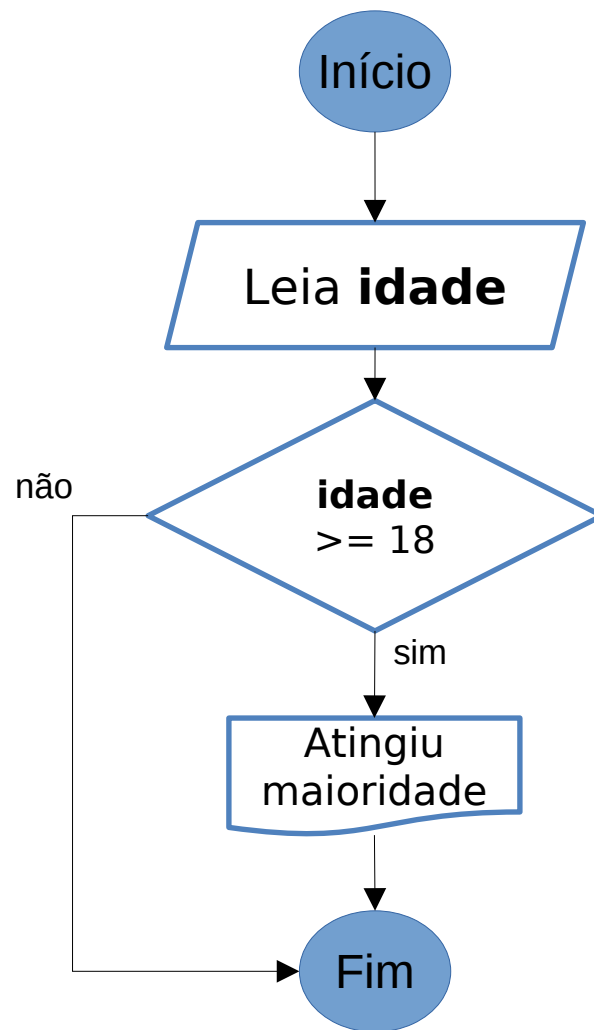 Início
Leia idade
não
idade
>= 18
sim
Atingiu
maioridade
Fim